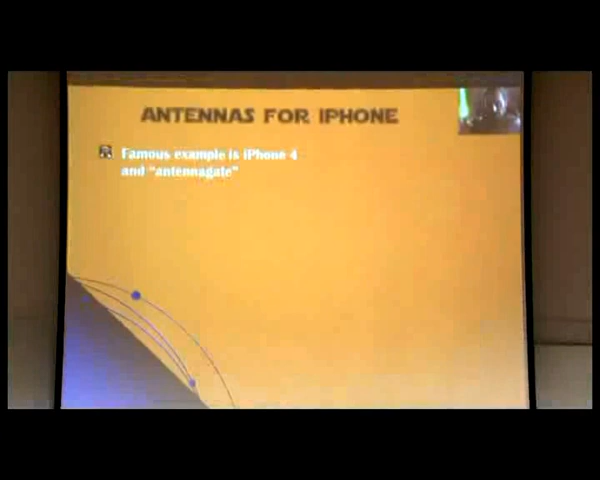 ANTENNAS FOR IPHONE
Famous example is iPhone 4
and "antennagate"